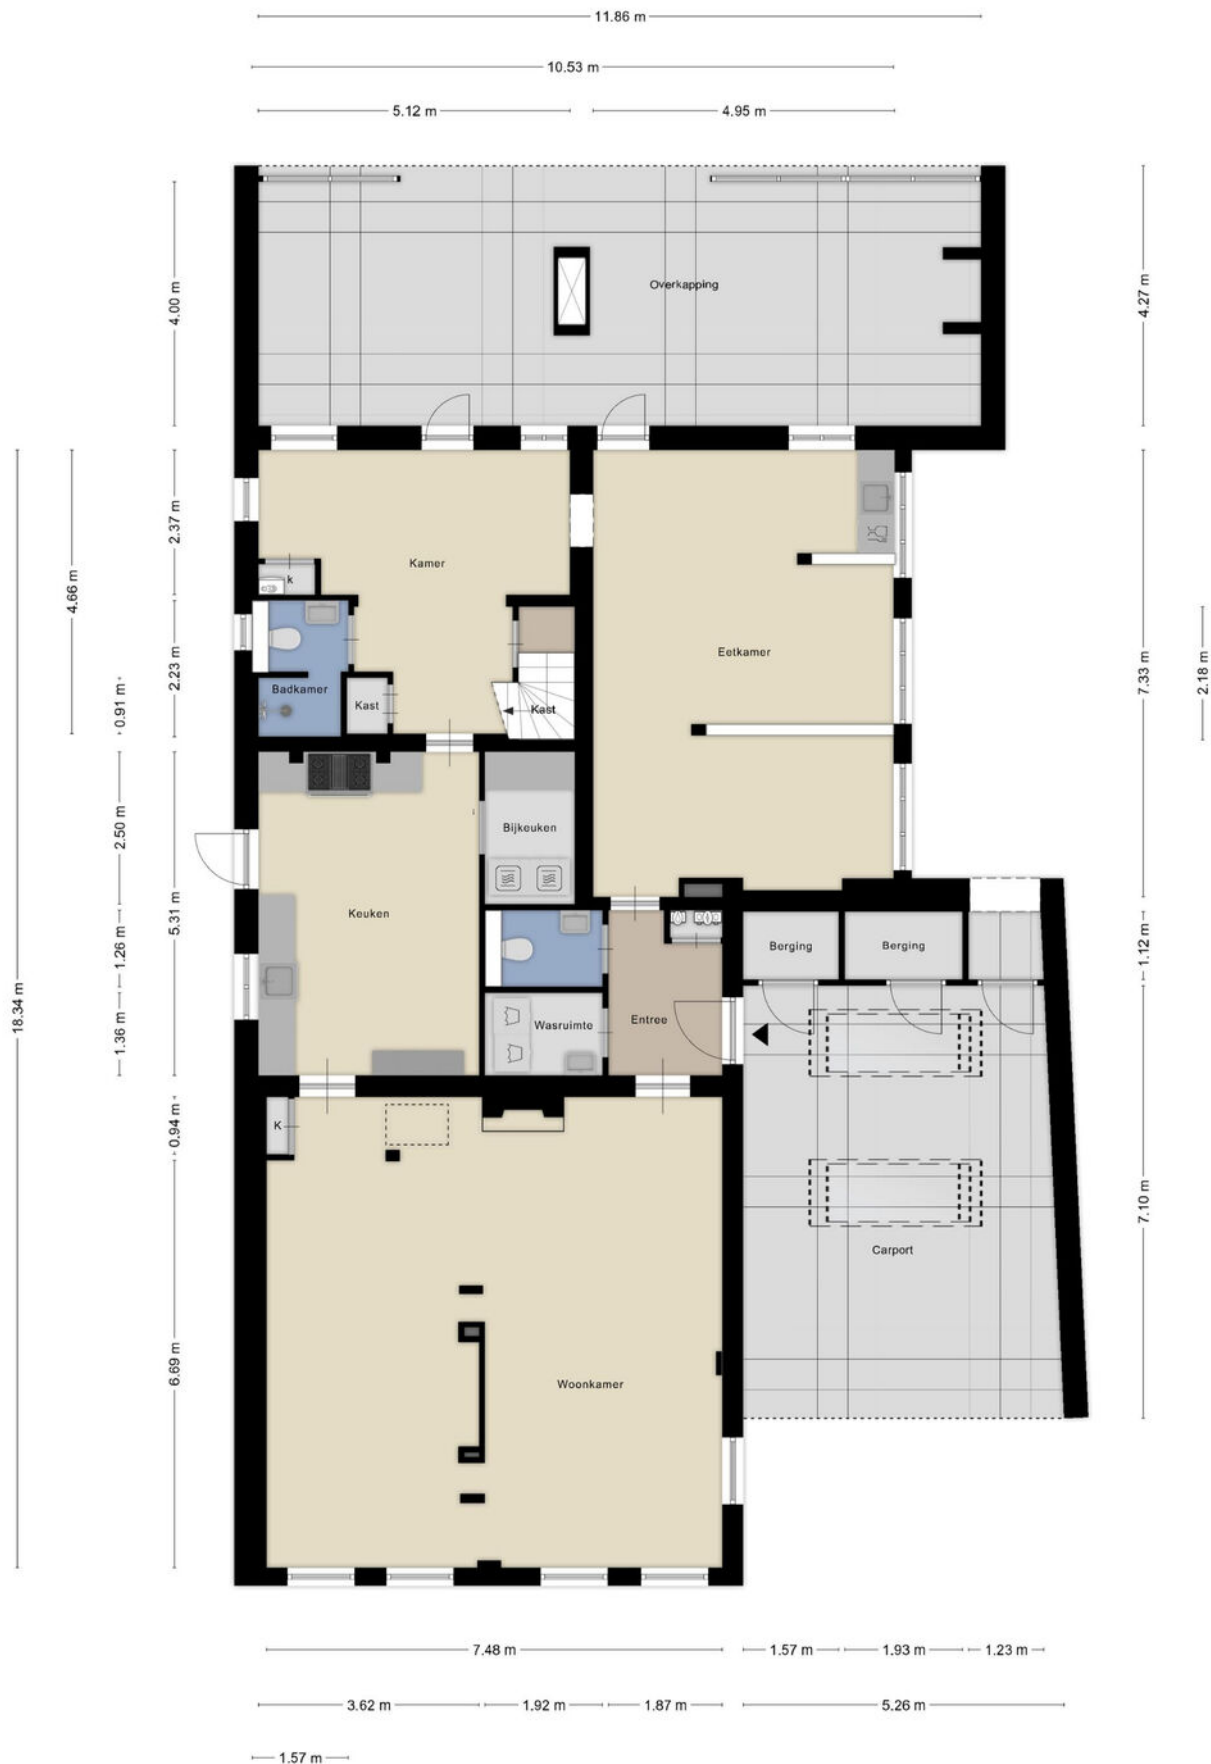 11.86 m
10.53 m
5.12 m
4.95 m
4.00 m
Overkapping
4.27 m
2.37 m
Kamer
k
4.66 m
Eetkamer
2.23 m
7.33 m
2.18 m
Badkamer
Kast
Kast
0.91 m
2.50 m
Bijkeuken
5.31 m
Keuken
1.26 m
Berging
Berging
1.12 m
18.34 m
1.36 m
Wasruimte
Entree
0.94 m
K
7.10 m
Carport
6.69 m
Woonkamer
7.48 m
1.57 m
1.93 m
1.23 m
3.62 m
1.92 m
1.87 m
5.26 m
1.57 m